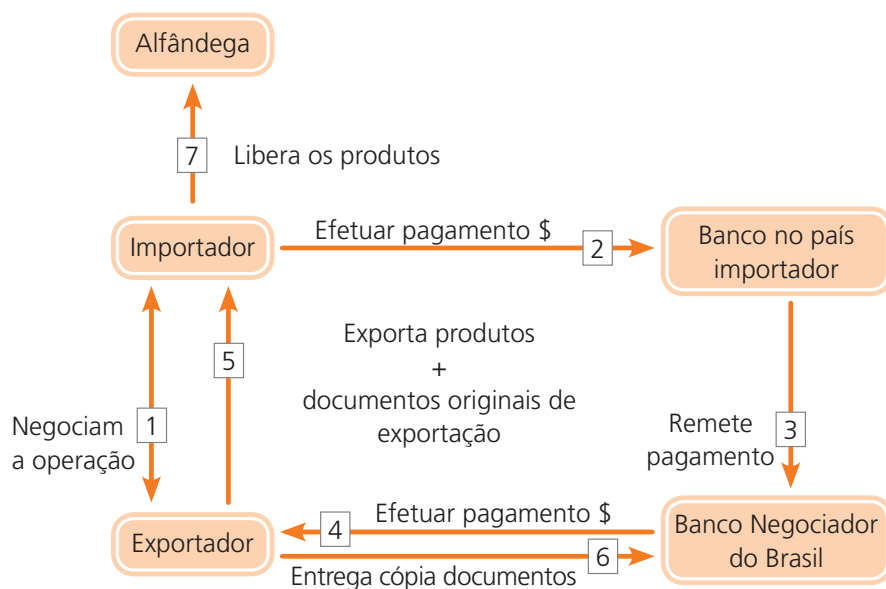 Alfândega
7
Libera os produtos
Importador
Efetuar pagamento $
2
Banco no país
importador
5
Exporta produtos
+
documentos originais de
exportação
Negociam
a operação
1
Remete
pagamento
3
Exportador
4
Efetuar pagamento $
6
Entrega cópia documentos
Banco Negociador
do Brasil